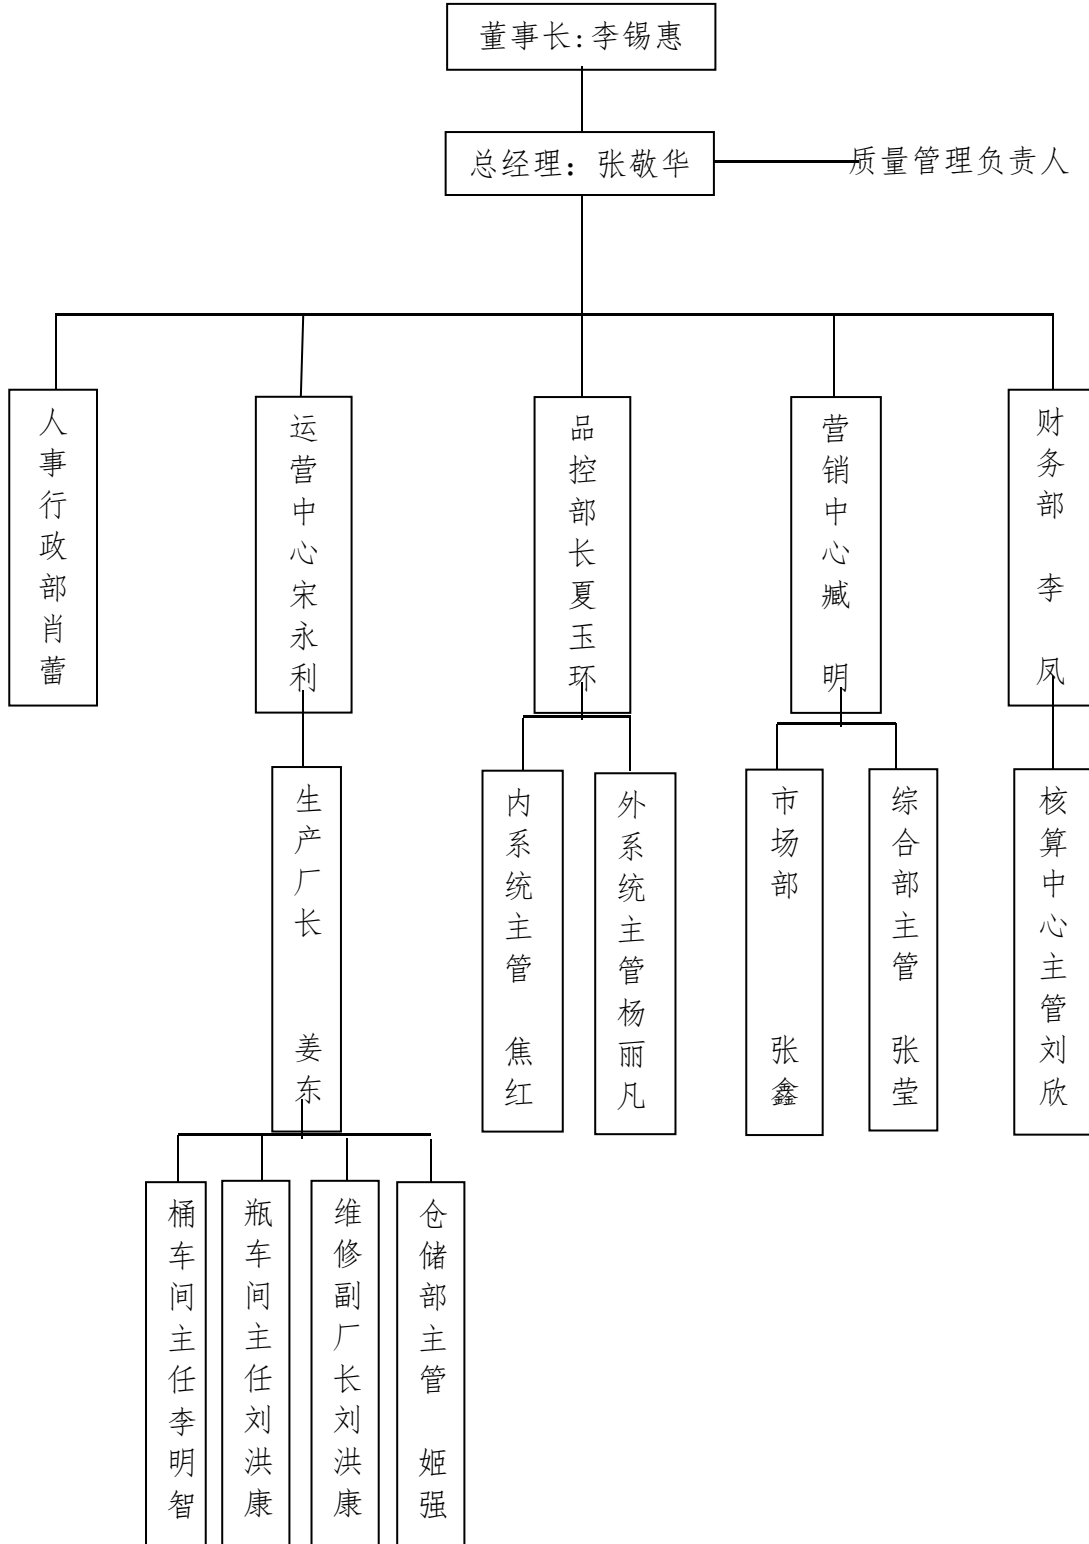 董事长:李锡惠
总经理：张敬华
质量管理负责人
人事行政部肖蕾
运营中心宋永利
品控部长夏玉环
营销中心臧 明
财务部 李 凤
生产厂长 姜东
内系统主管 焦红
外系统主管杨丽凡
市场部 张鑫
综合部主管 张莹
核算中心主管刘欣
桶车间主任李明智
瓶车间主任刘洪康
维修副厂长刘洪康
仓储部主管 姬强